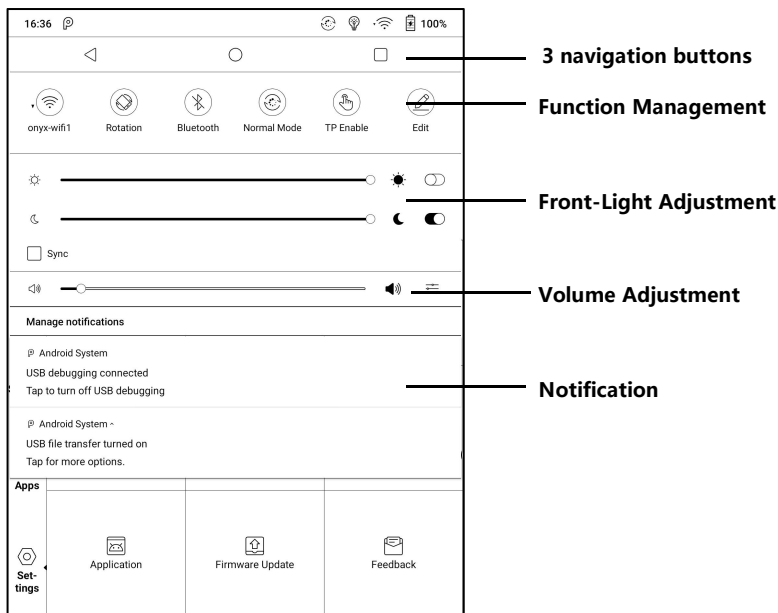 16:36 100%
3 navigation buttons
Function Management
onyx-wifi1 Rotation Bluetooth Normal Mode TP Enable Edit
Front-Light Adjustment
Sync
Volume Adjustment
Manage notifications
Android System
USB debugging connected
Tap to turn off USB debugging
Notification
Android System
USB file transfer turned on
Tap for more options.
Apps
Application Firmware Update Feedback
Set-
tings